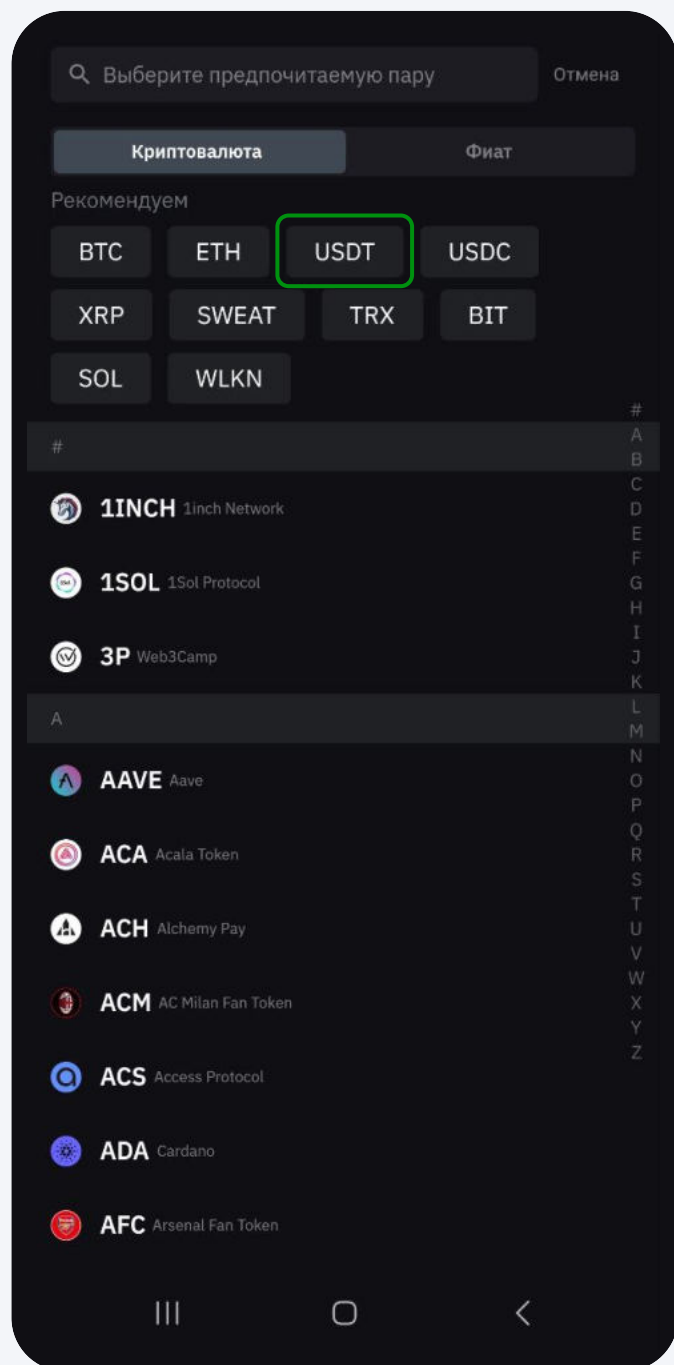 Выберите предпочитаемую пару Отмена
Криптовалюта Фиат
Рекомендуем
BTC ETH USDT USDC
XRP SWEAT TRX BIT
SOL WLKN
#
1INCH 1inch Network
1SOL 1Sol Protocol
3P Web3Camp
A
AAVE Aave
ACA Acala Token
ACH Alchemy Pay
ACM AC Milan Fan Token
ACS Access Protocol
ADA Cardano
AFC Arsenal Fan Token
#
A
B
C
D
E
F
G
H
I
J
K
L
M
N
O
P
Q
R
S
T
U
V
W
X
Y
Z